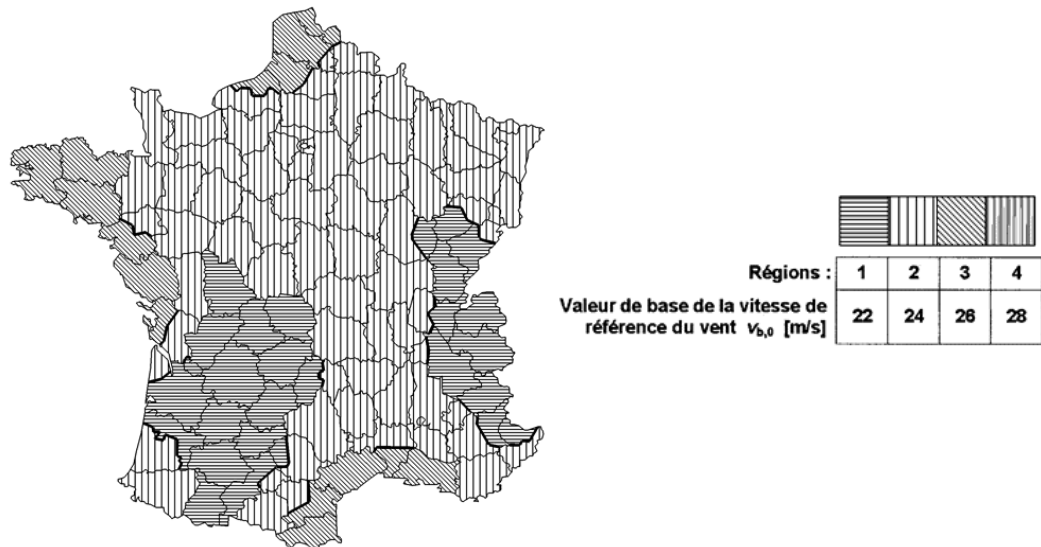 Régions : 1 2 3 4
Valeur de base de la vitesse de
référence du vent vb,0 [m/s] 22 24 26 28